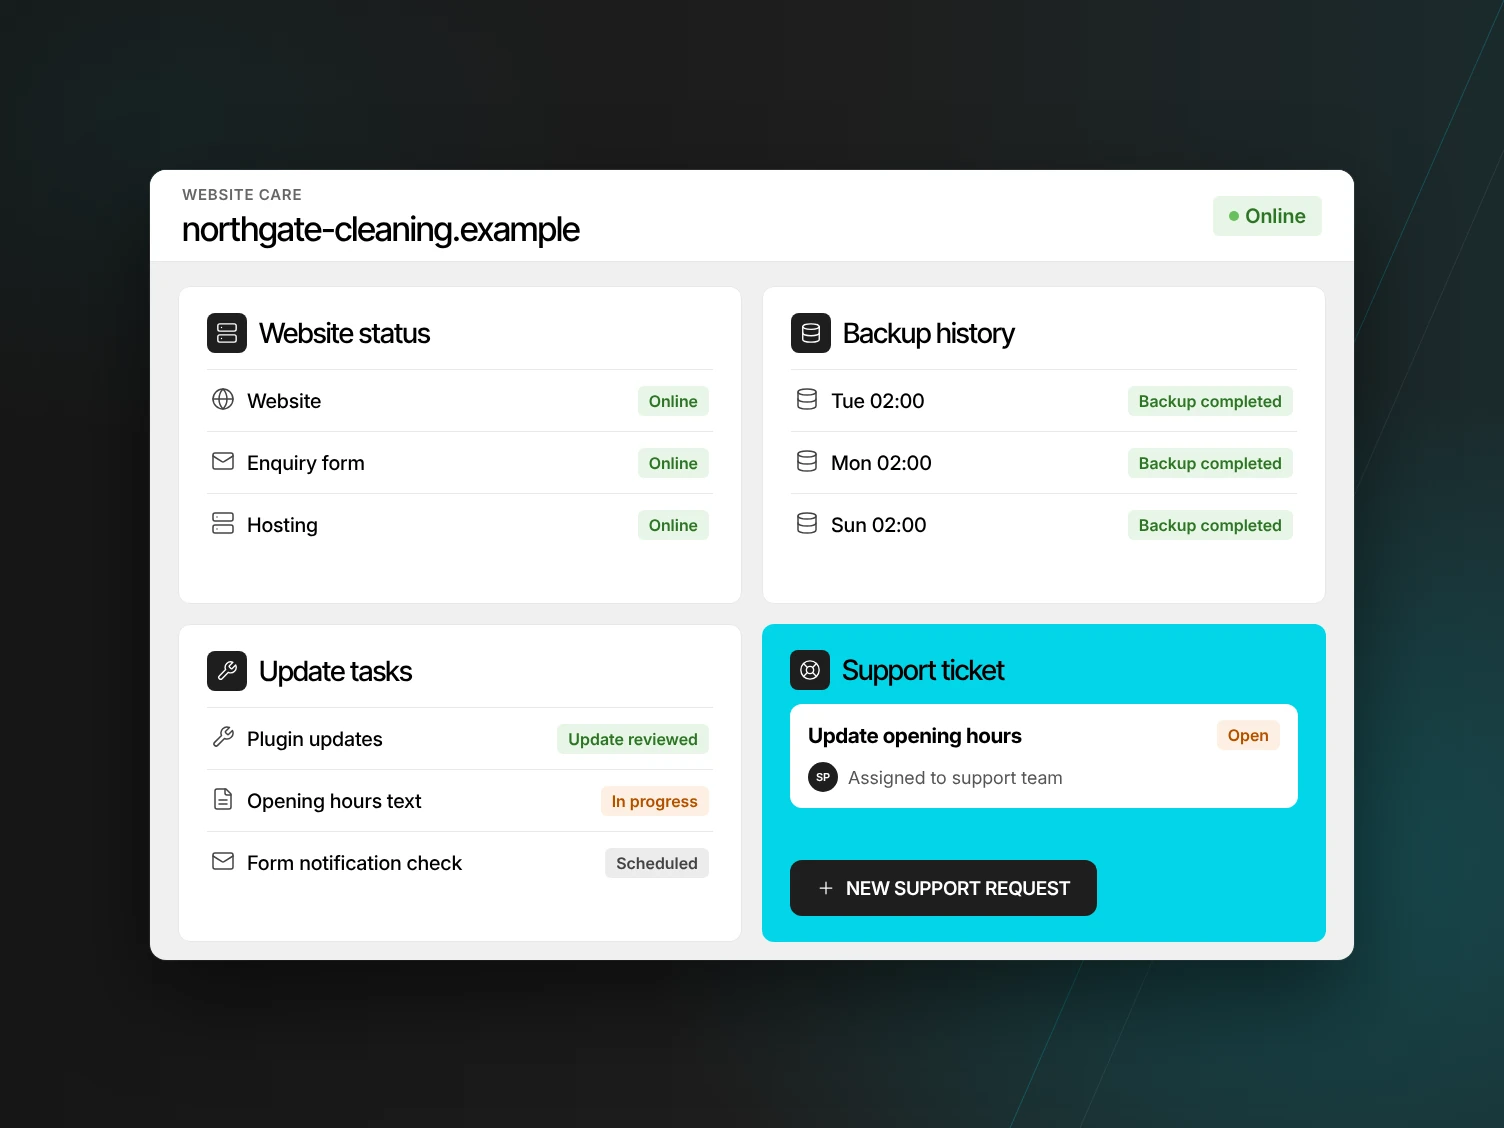 WEBSITE CARE
northgate-cleaning.example
Online
Website status
Website
Online
Enquiry form
Online
Hosting
Online
Backup history
Tue 02:00
Backup completed
Mon 02:00
Backup completed
Sun 02:00
Backup completed
Update tasks
Plugin updates
Update reviewed
Opening hours text
In progress
Form notification check
Scheduled
Support ticket
Update opening hours
Open
SP
Assigned to support team
+ NEW SUPPORT REQUEST